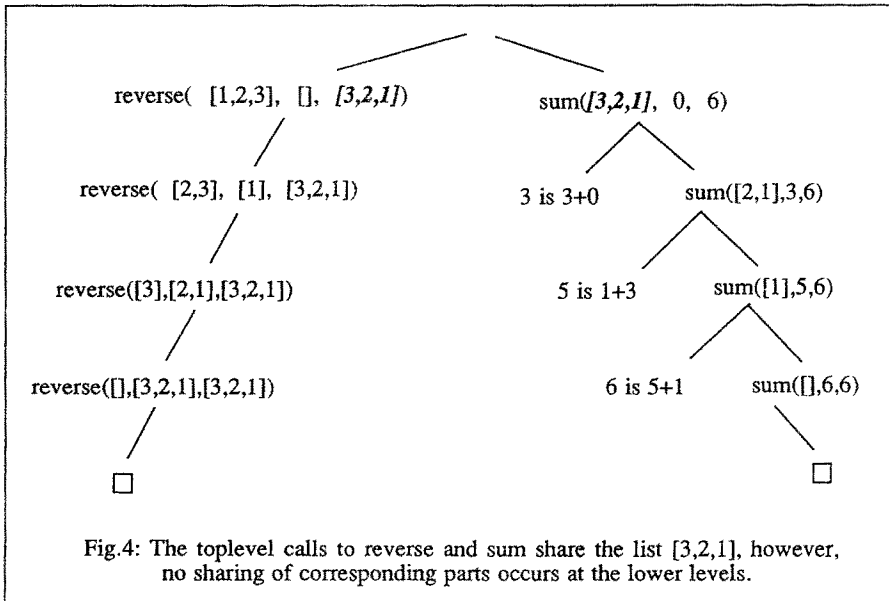 reverse( [1,2,3], [], [3,2,1])
sum([3,2,1], 0, 6)
reverse( [2,3], [1], [3,2,1])
3 is 3+0
sum([2,1],3,6)
reverse([3],[2,1],[3,2,1])
5 is 1+3
sum([1],5,6)
reverse([],[3,2,1],[3,2,1])
6 is 5+1
sum([],6,6)
Fig.4: The toplevel calls to reverse and sum share the list [3,2,1], however,
no sharing of corresponding parts occurs at the lower levels.